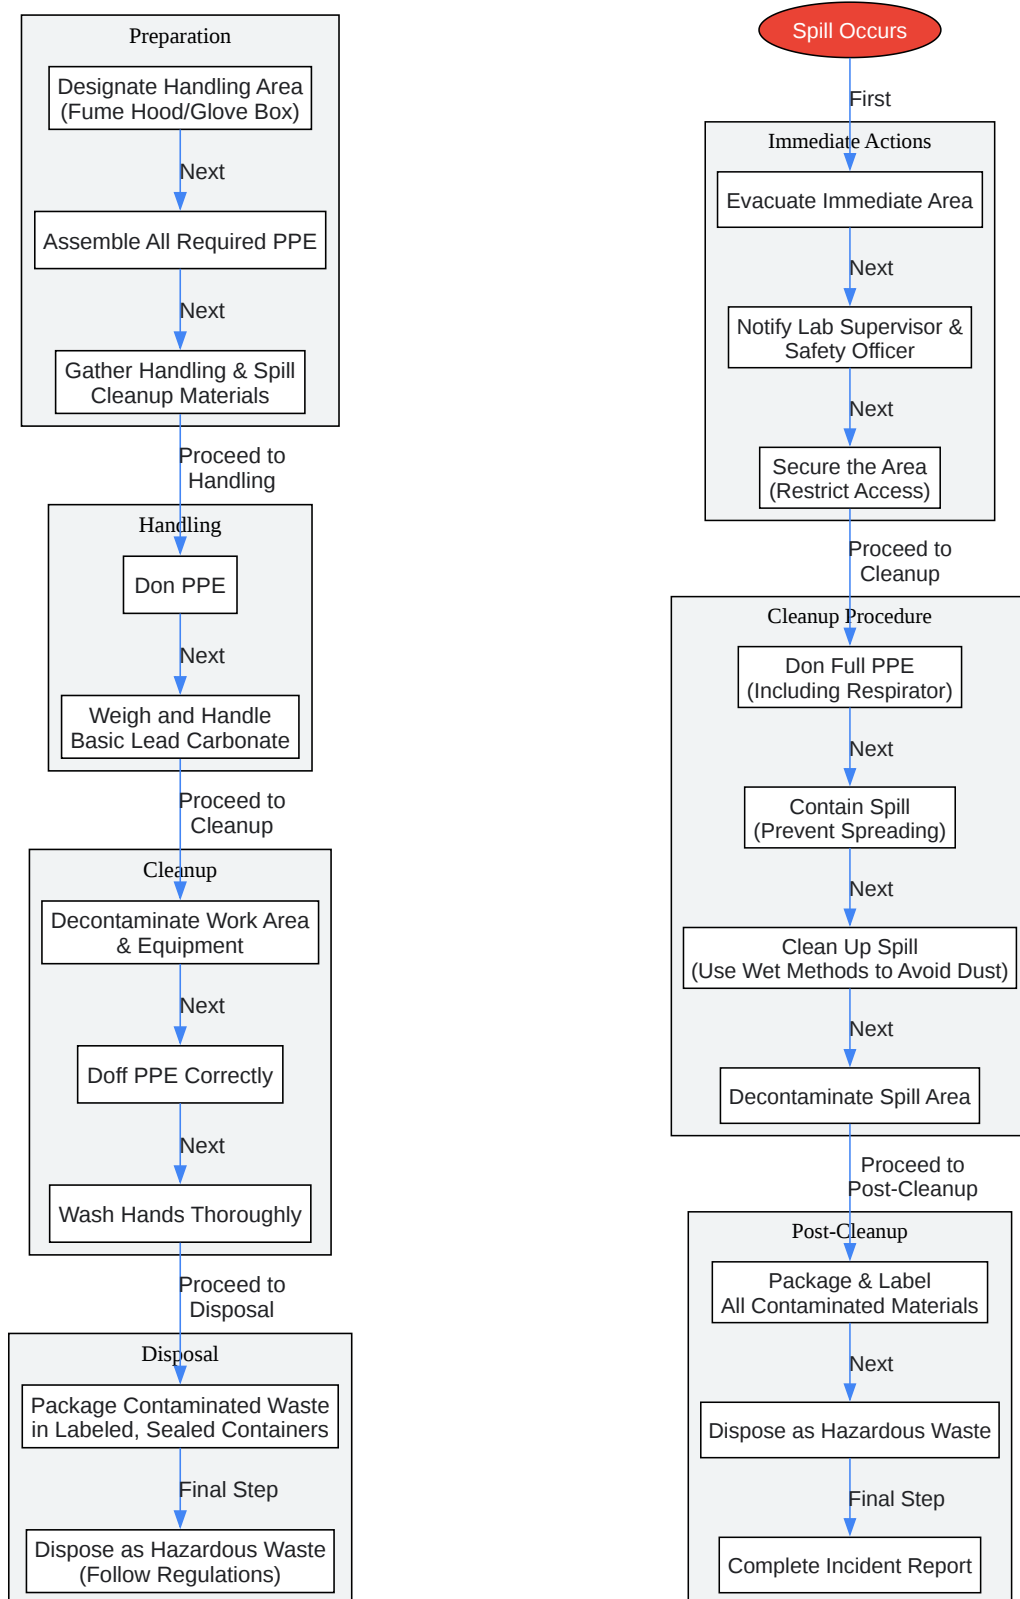 Preparation
Designate Handling Area
(Fume Hood/Glove Box)
Next
Assemble All Required PPE
Next
Gather Handling & Spill
Cleanup Materials
Proceed to
Handling
Handling
Don PPE
Next
Weigh and Handle
Basic Lead Carbonate
Proceed to
Cleanup
Cleanup
Decontaminate Work Area
& Equipment
Next
Doff PPE Correctly
Next
Wash Hands Thoroughly
Proceed to
Disposal
Disposal
Package Contaminated Waste
in Labeled, Sealed Containers
Final Step
Dispose as Hazardous Waste
(Follow Regulations)
Spill Occurs
First
Immediate Actions
Evacuate Immediate Area
Next
Notify Lab Supervisor &
Safety Officer
Next
Secure the Area
(Restrict Access)
Proceed to
Cleanup
Cleanup Procedure
Don Full PPE
(Including Respirator)
Next
Contain Spill
(Prevent Spreading)
Next
Clean Up Spill
(Use Wet Methods to Avoid Dust)
Next
Decontaminate Spill Area
Proceed to
Post-Cleanup
Post-Cleanup
Package & Label
All Contaminated Materials
Next
Dispose as Hazardous Waste
Final Step
Complete Incident Report